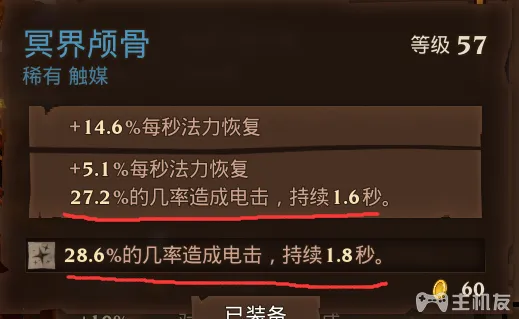 冥界颅骨
等级 57
稀有 触媒
+14.6%每秒法力恢复
+5.1%每秒法力恢复
27.2%的几率造成电击，持续1.6秒。
28.6%的几率造成电击，持续1.8秒。
60
主机友
已装备